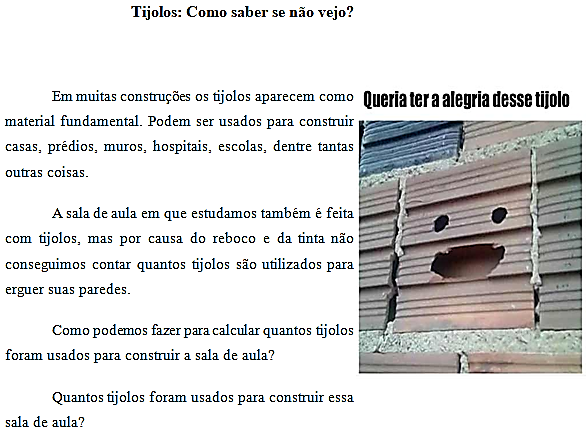 Tijolos: Como saber se não vejo?
Em muitas construções os tijolos aparecem como
material fundamental. Podem ser usados para construir
casas, prédios, muros, hospitais, escolas, dentre tantas
outras coisas.
A sala de aula em que estudamos também é feita
com tijolos, mas por causa do reboco e da tinta não
conseguimos contar quantos tijolos são utilizados para
erguer suas paredes.
Como podemos fazer para calcular quantos tijolos
foram usados para construir a sala de aula?
Quantos tijolos foram usados para construir essa
sala de aula?
Queria ter a alegria desse tijolo